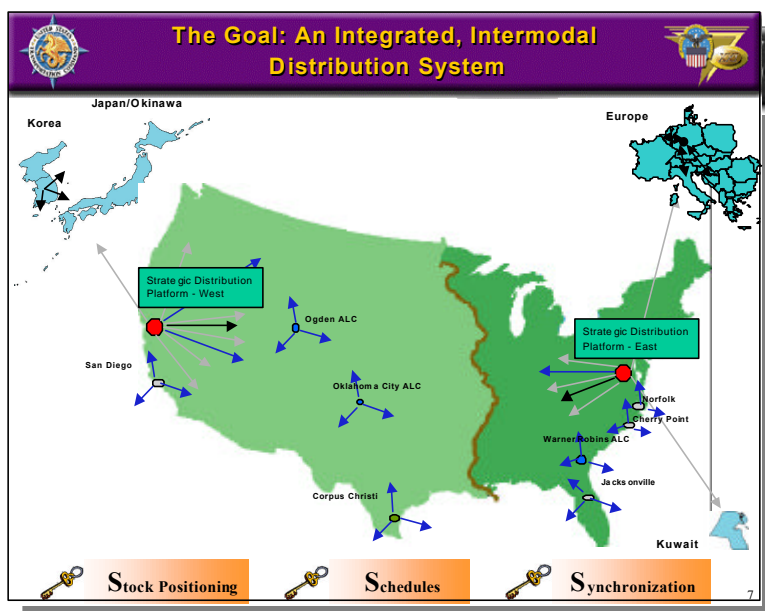 The Goal: An Integrated, Intermodal
Distribution System
Japan/Okinawa
Korea
Europe
Strategic Distribution
Platform - West
Ogden ALC
Strategic Distribution
Platform - East
San Diego
Oklahoma City ALC
Norfolk
Cherry Point
Warner Robins ALC
Jacksonville
Corpus Christi
Kuwait
Stock Positioning
Schedules
Synchronization
7